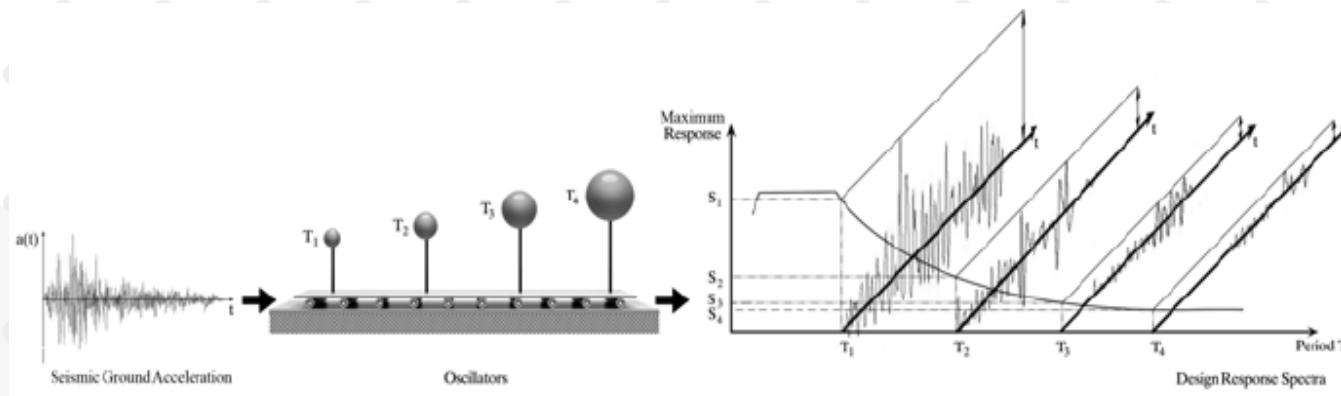 a(t)
t
Seismic Ground Acceleration
T1
T2
T3
T4
Oscillators
Maximum
Response
S1
S2
S3
S4
t
t
t
T1
T2
T3
T4
Period T
Design Response Spectra